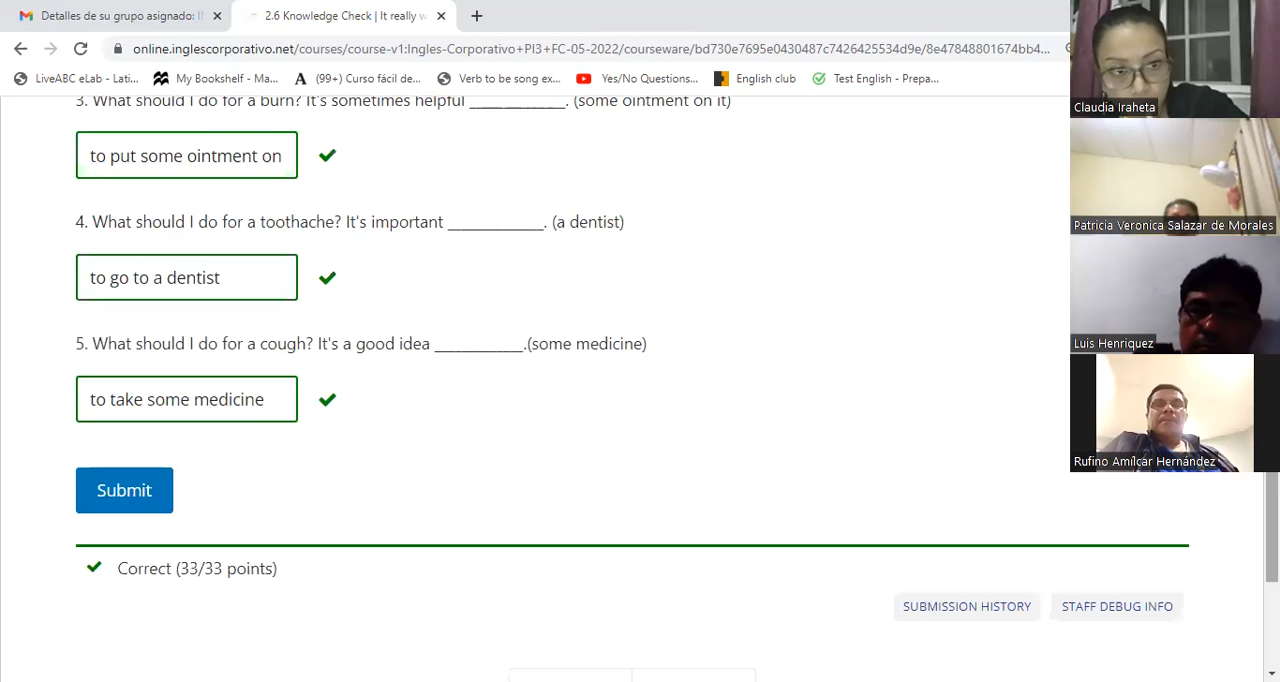 Detalles de su grupo asignado: I
2.6 Knowledge Check | It really w
online.inglescorporativo.net/courses/course-v1:Ingles-Corporativo+PI3+FC-05-2022/courseware/bd730e7695e0430487c7426425534d9e/8e47848801674bb4...
LiveABC eLab - Lati... My Bookshelf - Ma... (99+) Curso fácil de... Verb to be song ex... Yes/No Questions... English club Test English - Prepa...
3. What should I do for a burn? It's sometimes helpful _____________. (some ointment on it)
to put some ointment on
4. What should I do for a toothache? It's important _____________. (a dentist)
to go to a dentist
5. What should I do for a cough? It's a good idea ____________.(some medicine)
to take some medicine
Submit
Correct (33/33 points)
SUBMISSION HISTORY STAFF DEBUG INFO
Claudia Iraheta
Patricia Veronica Salazar de Morales
Luis Henriquez
Rufino Amílcar Hernández